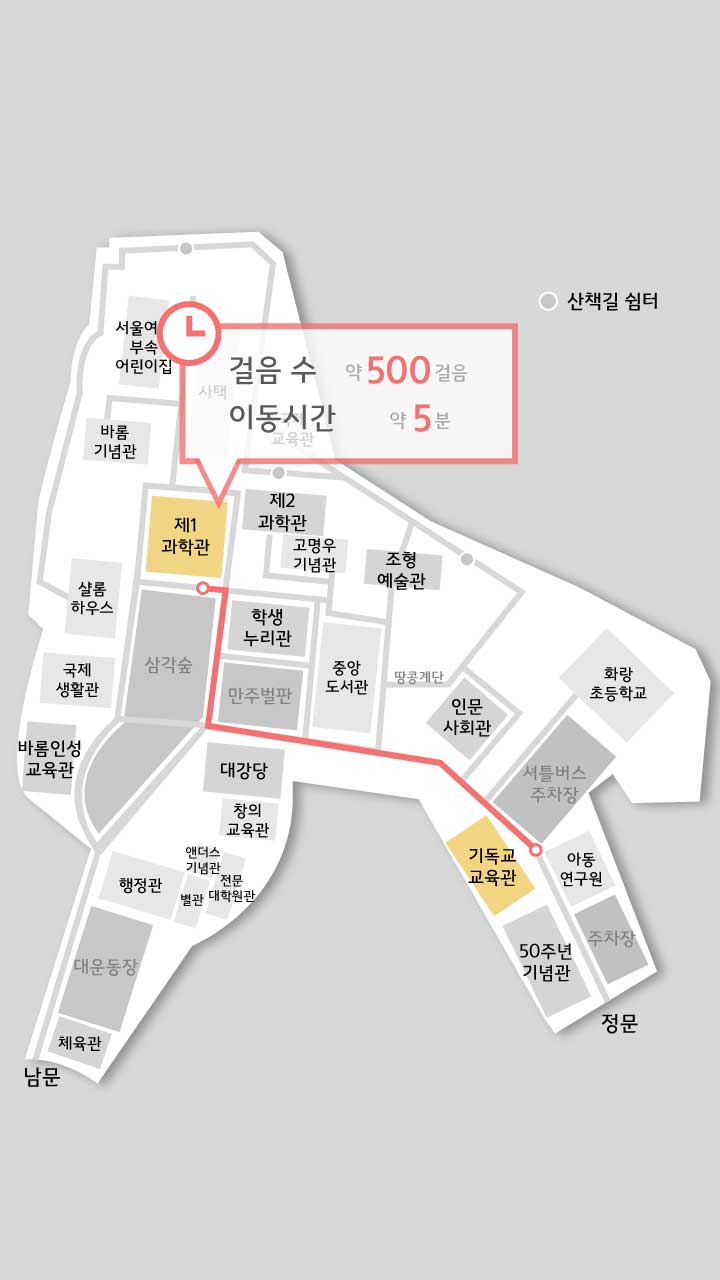 산책길 쉼터
서울여
부속
어린이집
걸음 수 약 500 걸음
이동시간 약 5 분
사택
교육관
바롬
기념관
제1
과학관
제2
과학관
고명우
기념관
조형
예술관
샬롬
하우스
학생
누리관
삼각숲
만주벌판
중앙
도서관
땅콩계단
화랑
초등학교
국제
생활관
인문
사회관
바롬인성
교육관
대강당
셔틀버스
주차장
창의
교육관
앤더스
기념관
기독교
교육관
아동
연구원
행정관
별관
전문
대학원관
50주년
기념관
주차장
대운동장
체육관
정문
남문